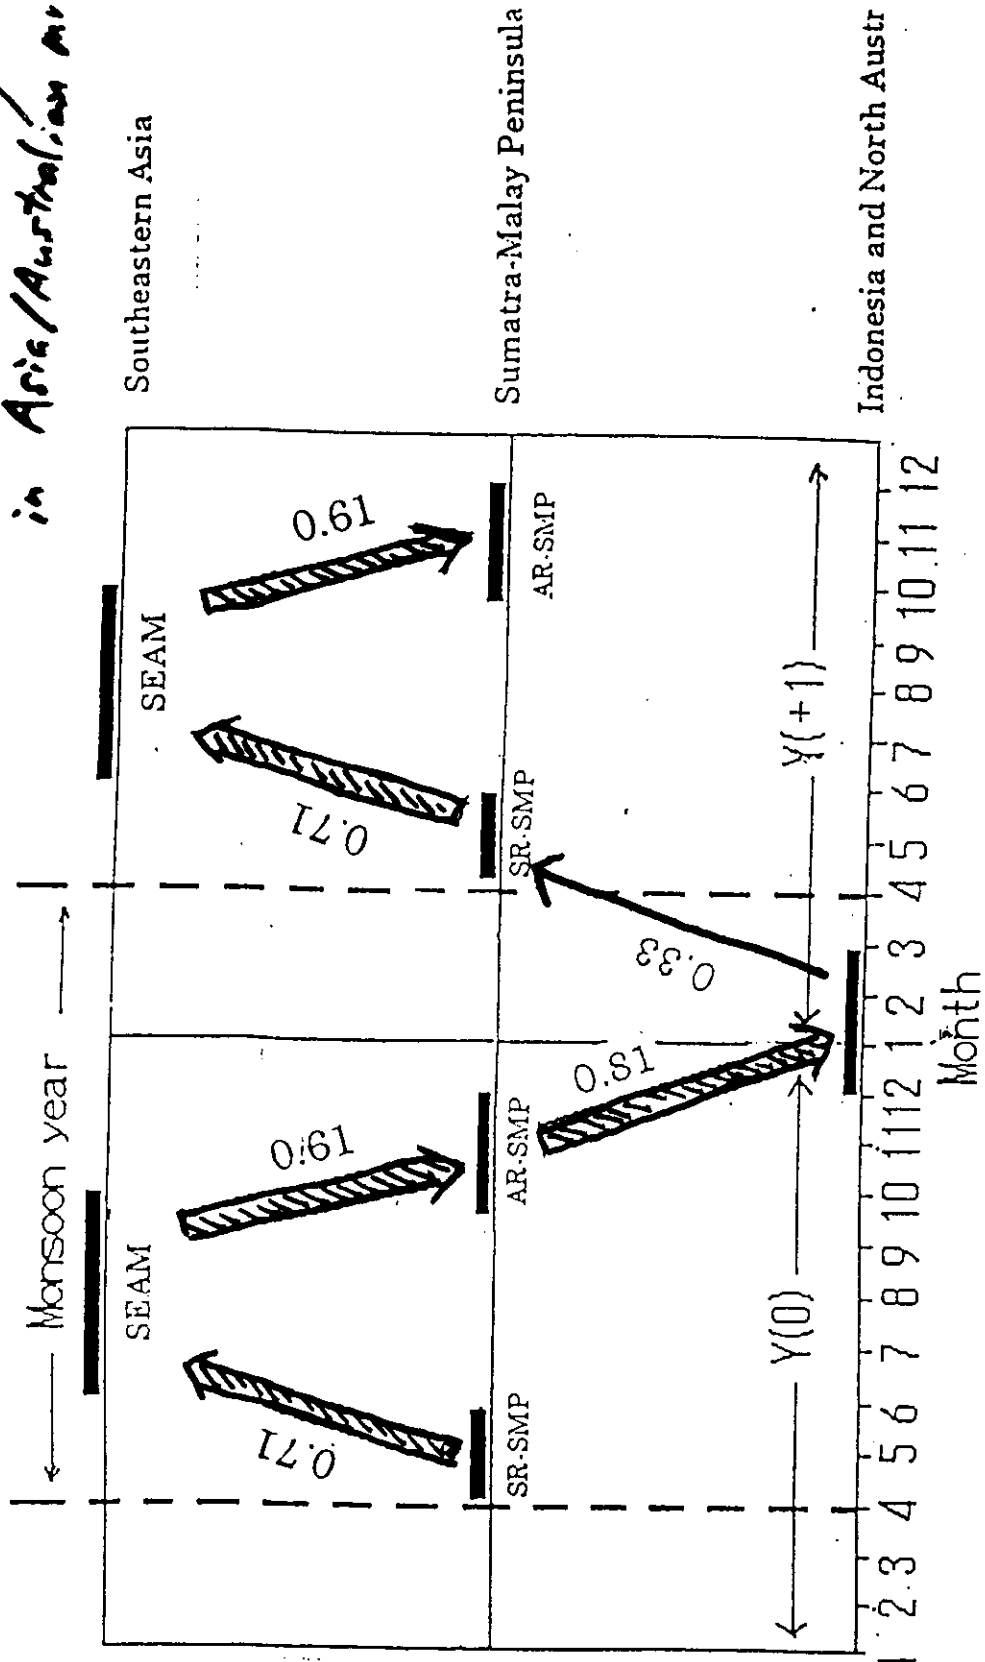 in Asia/Australian
Southeastern Asia
Sumatra-Malay Peninsula
Indonesia and North Austr
Monsoon year
SEAM
SEAM
0.71
0.61
0.71
0.61
SR-SMP
AR-SMP
SR-SMP
AR-SMP
0.81
0.33
Y(0)
Y(+1)
1 2 3 4 5 6 7 8 9 10 11 12 1 2 3 4 5 6 7 8 9 10 11 12
Month